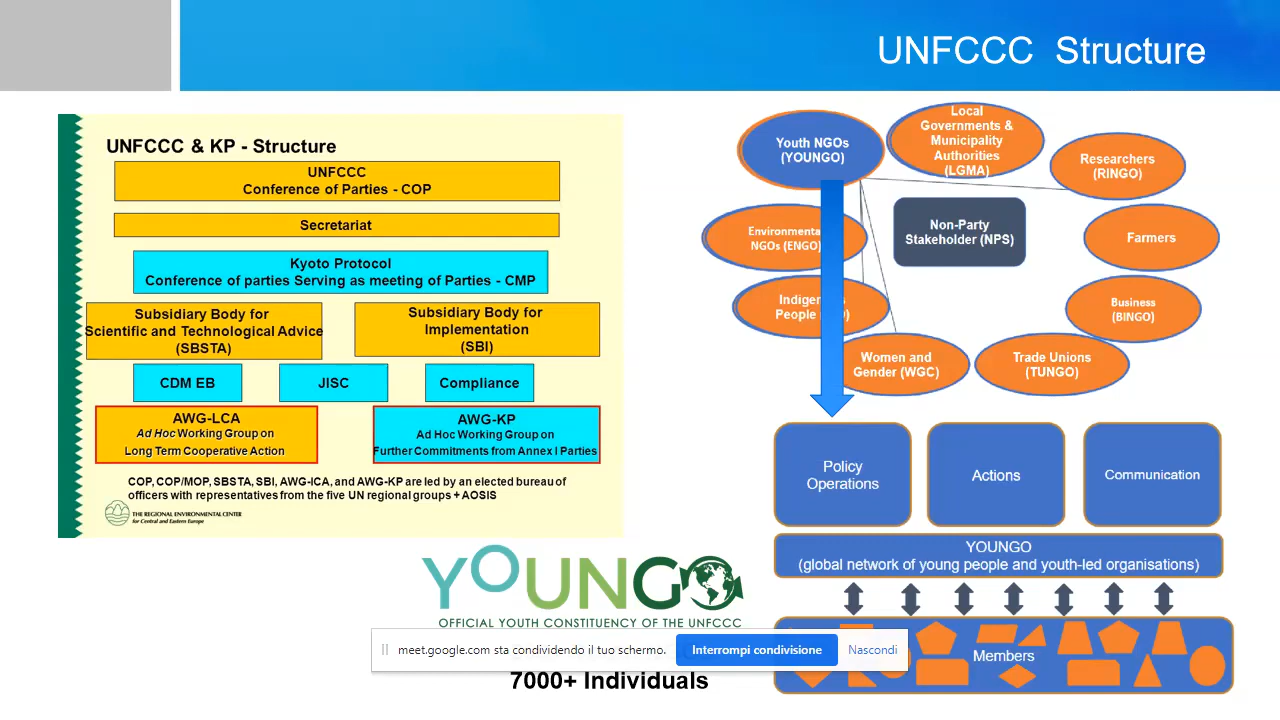 UNFCCC Structure
UNFCCC & KP - Structure
UNFCCC
Conference of Parties - COP
Secretariat
Kyoto Protocol
Conference of parties Serving as meeting of Parties - CMP
Subsidiary Body for
Scientific and Technological Advice
(SBSTA)
Subsidiary Body for
Implementation
(SBI)
CDM EB
JISC
Compliance
AWG-LCA
Ad Hoc Working Group on
Long Term Cooperative Action
AWG-KP
Ad Hoc Working Group on
Further Commitments from Annex I Parties
COP, COP/MOP, SBSTA, SBI, AWG-lCA, and AWG-KP are led by an elected bureau of
officers with representatives from the five UN regional groups + AOSIS
THE REGIONAL ENVIRONMENTAL CENTER
for Central and Eastern Europe
Youth NGOs
(YOUNGO)
Local
Governments &
Municipality
Authorities
(LGMA)
Researchers
(RINGO)
Non-Party
Stakeholder (NPS)
NGOs (ENGO)
Farmers
People
Business
(BINGO)
Women and
Gender (WGC)
Trade Unions
(TUNGO)
Policy
Operations
Actions
Communication
YOUNGO
(global network of young people and youth-led organisations)
Members
YOUNGO
OFFICIAL YOUTH CONSTITUENCY OF THE UNFCCC
meet.google.com sta condividendo il tuo schermo.
Interrompi condivisione
Nascondi
7000+ Individuals